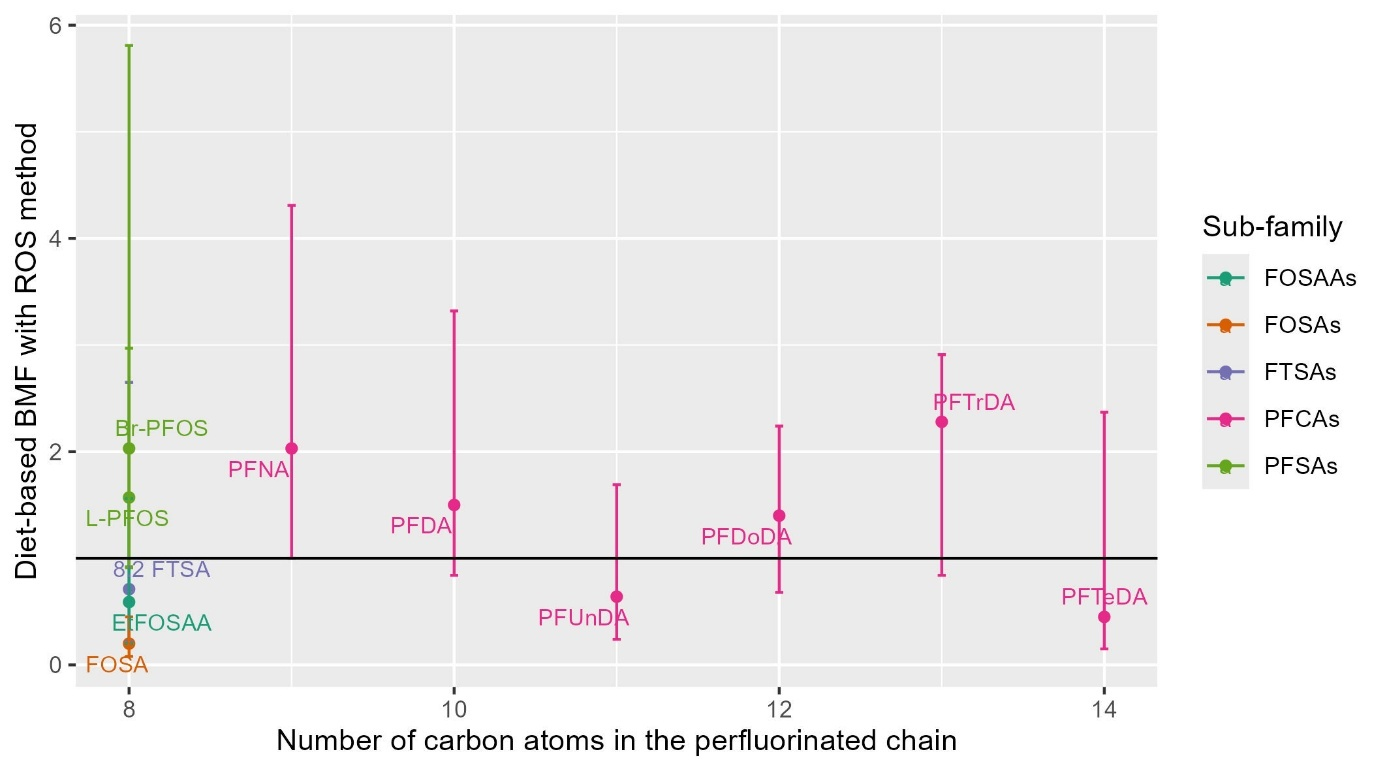 Diet-based BMF with ROS method
6
4
2
0
Br-PFOS
L-PFOS
8:2 FTSA
EtFOSAA
FOSA
PFNA
PFDA
PFUnDA
PFDoDA
PFTrDA
PFTeDA
8
10
12
14
Number of carbon atoms in the perfluorinated chain
Sub-family
FOSAAs
FOSAs
FTSAs
PFCAs
PFSAs